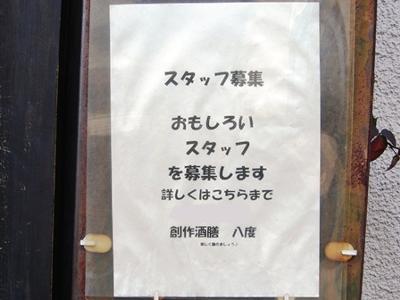 スタッフ募集
おもしろい
スタッフ
を募集します
詳しくはこちらまで
創作酒膳 八度